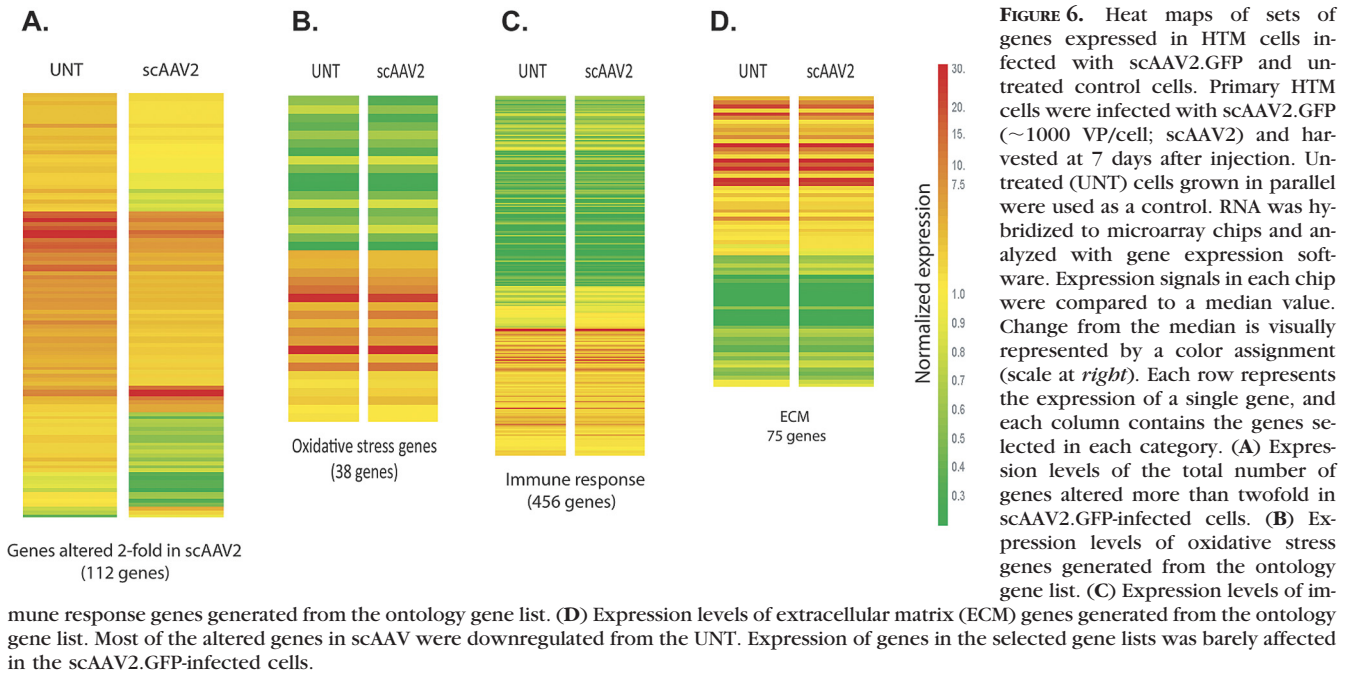 A.
UNT scAAV2
Genes altered 2-fold in scAAV2
(112 genes)
B.
UNT scAAV2
Oxidative stress genes
(38 genes)
C.
UNT scAAV2
Immune response
(456 genes)
D.
UNT scAAV2
ECM
75 genes
Normalized expression
30.
20.
15.
10.
7.5
1.0
0.9
0.8
0.7
0.6
0.5
0.4
0.3
FIGURE 6. Heat maps of sets of
genes expressed in HTM cells in-
fected with scAAV2.GFP and un-
treated control cells. Primary HTM
cells were infected with scAAV2.GFP
(~1000 VP/cell; scAAV2) and har-
vested at 7 days after injection. Un-
treated (UNT) cells grown in parallel
were used as a control. RNA was hy-
bridized to microarray chips and an-
alyzed with gene expression soft-
ware. Expression signals in each chip
were compared to a median value.
Change from the median is visually
represented by a color assignment
(scale at right). Each row represents
the expression of a single gene, and
each column contains the genes se-
lected in each category. (A) Expres-
sion levels of the total number of
genes altered more than twofold in
scAAV2.GFP-infected cells. (B) Ex-
pression levels of oxidative stress
genes generated from the ontology
gene list. (C) Expression levels of im-
mune response genes generated from the ontology gene list. (D) Expression levels of extracellular matrix (ECM) genes generated from the ontology
gene list. Most of the altered genes in scAAV were downregulated from the UNT. Expression of genes in the selected gene lists was barely affected
in the scAAV2.GFP-infected cells.